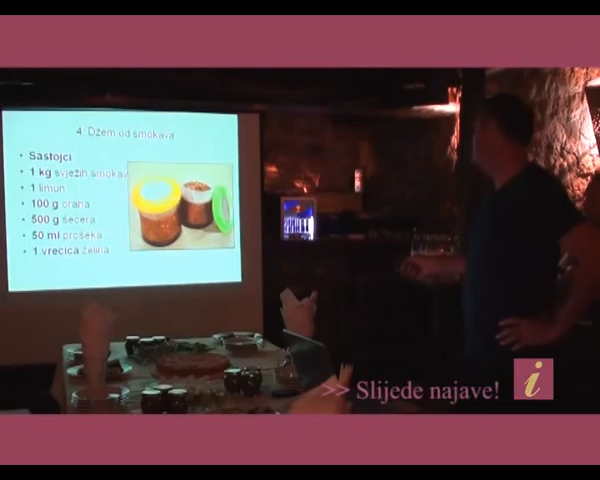 4. Džem od smokava
• Sastojci
• 1 kg svježih smokava
• 1 limun
• 100 g oraha
• 500 g šećera
• 50 ml prošeka
• 1 vrećica želina
>> Slijede najave!
i